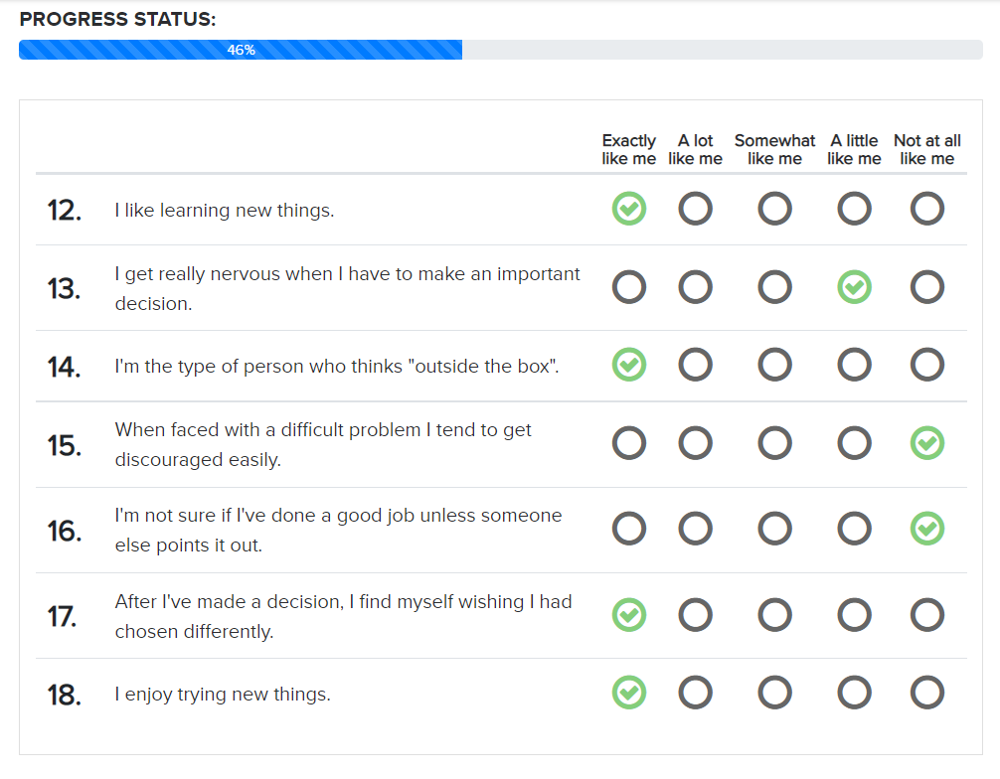 PROGRESS STATUS:
46%
Exactly A lot Somewhat A little Not at all
like me like me like me like me like me
12. I like learning new things.
13. I get really nervous when I have to make an important
decision.
14. I'm the type of person who thinks "outside the box".
15. When faced with a difficult problem I tend to get
discouraged easily.
16. I'm not sure if I've done a good job unless someone
else points it out.
17. After I've made a decision, I find myself wishing I had
chosen differently.
18. I enjoy trying new things.